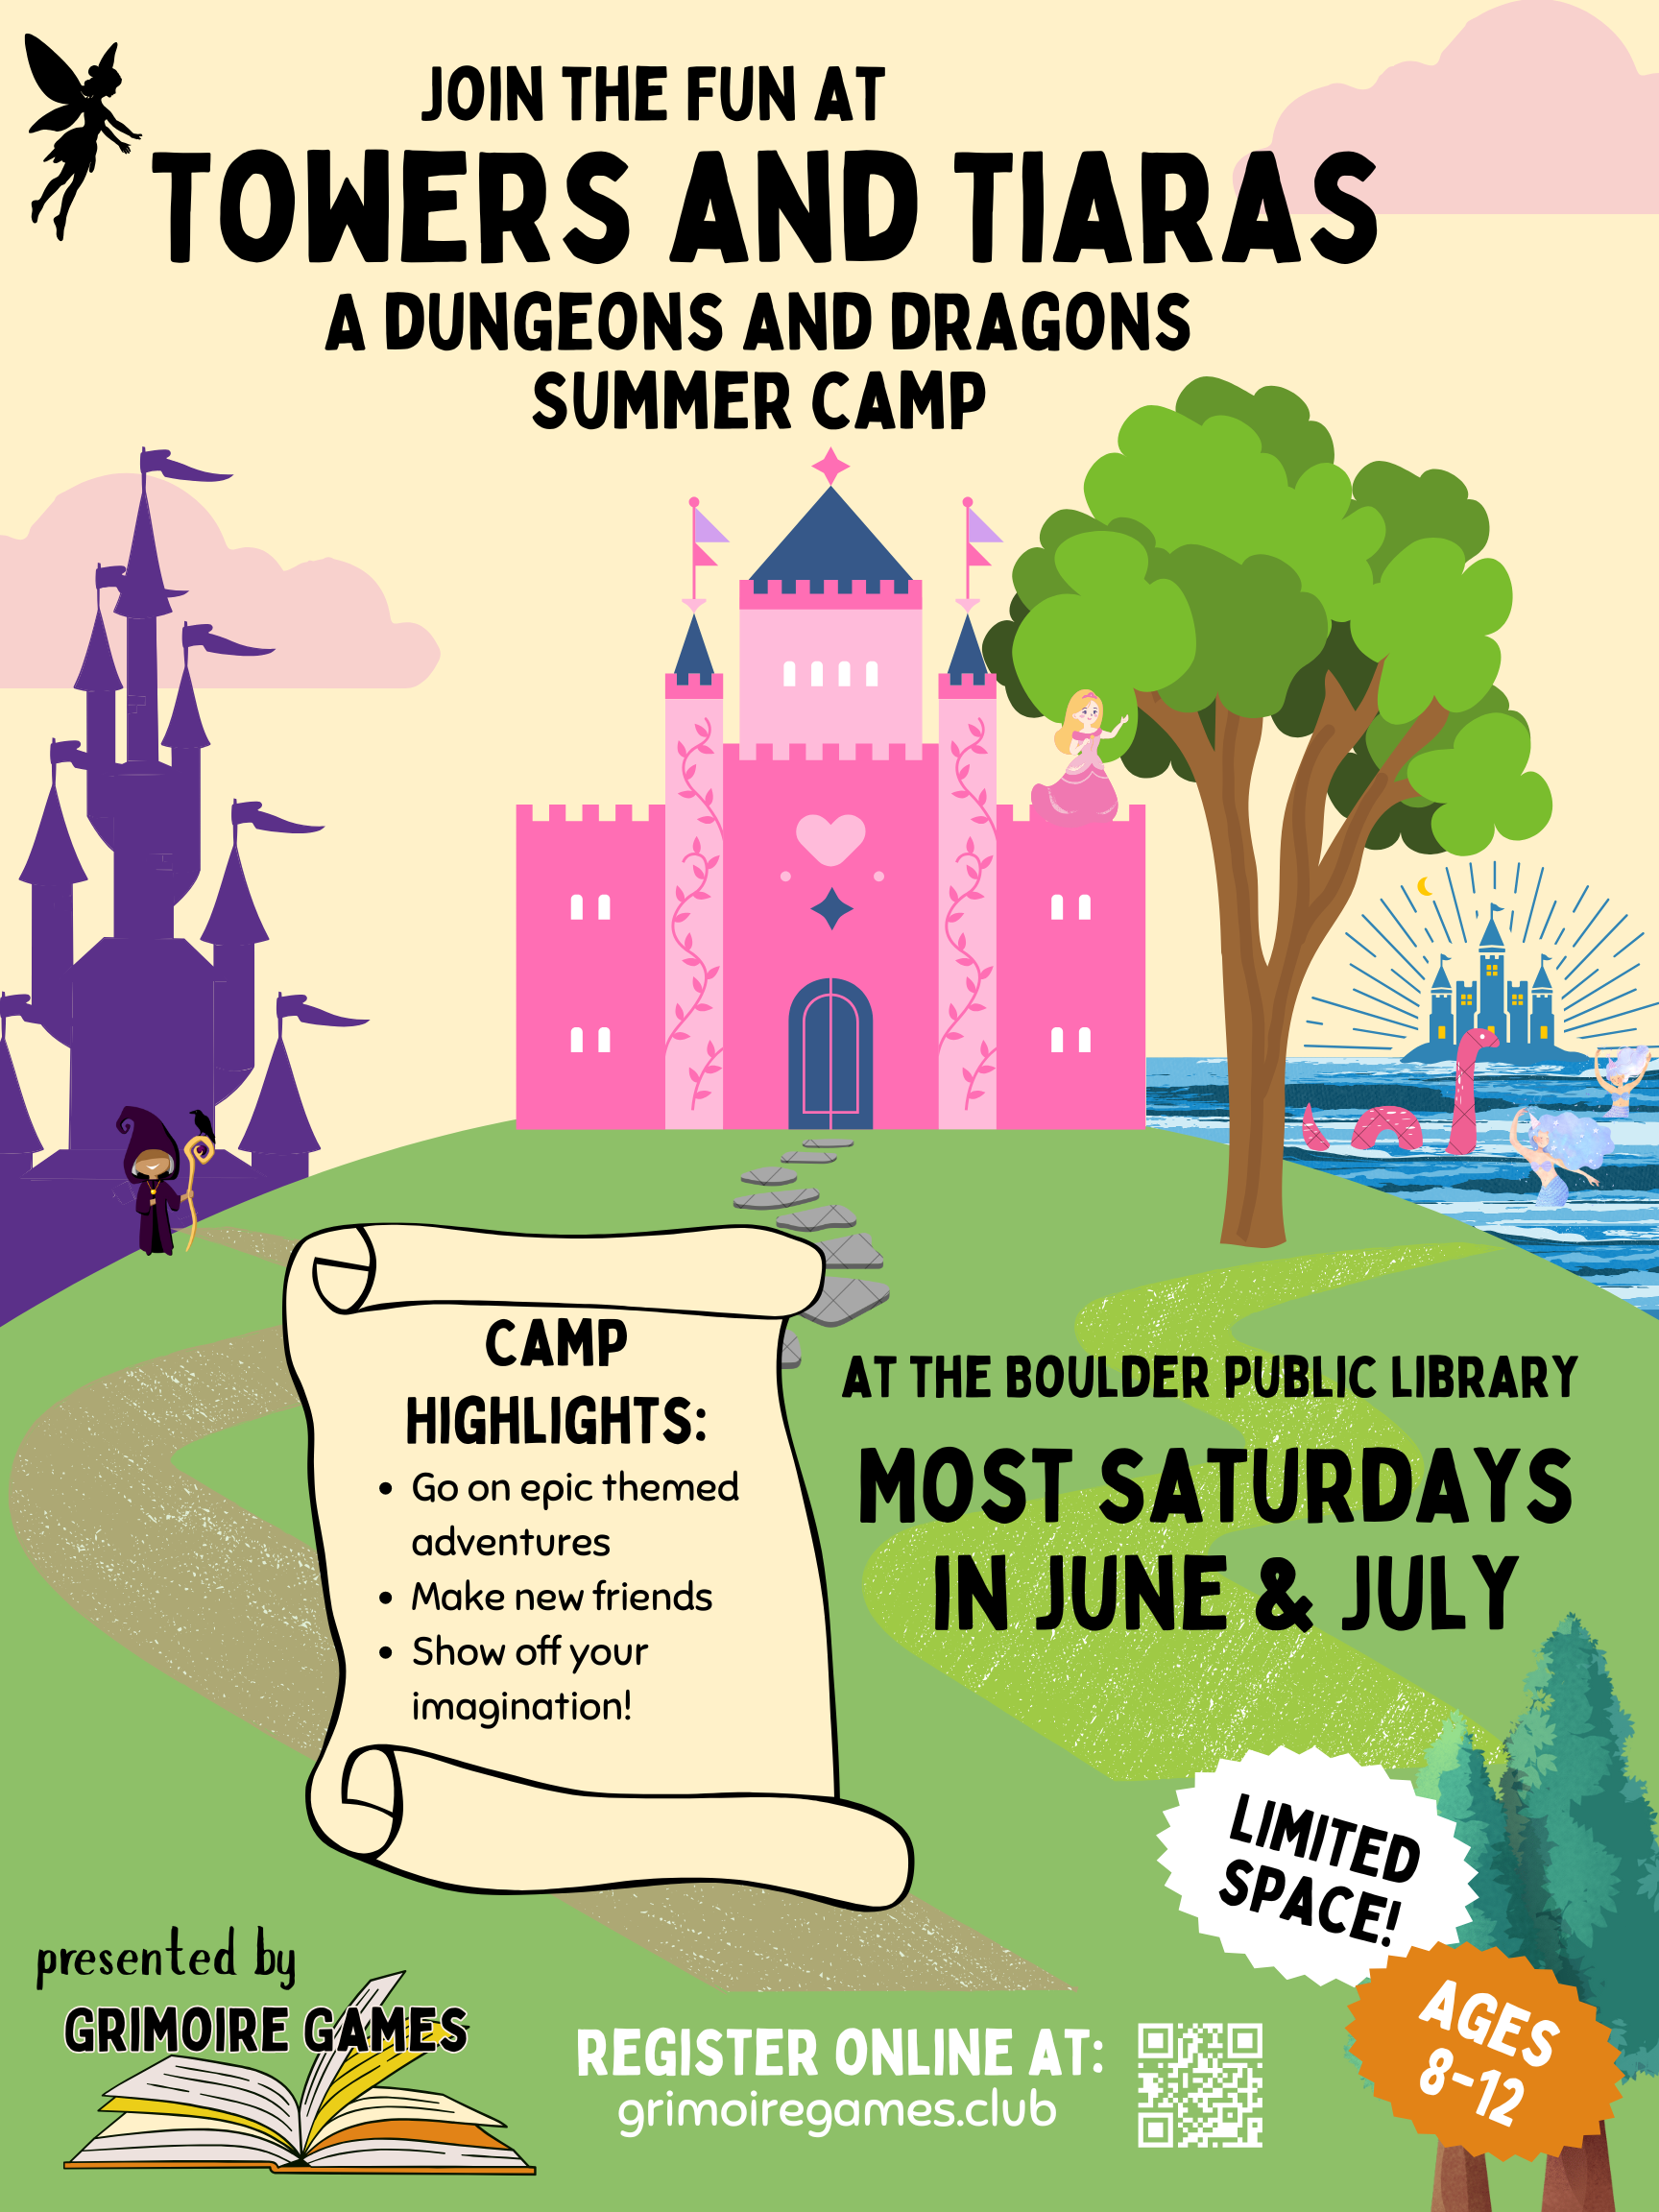 JOIN THE FUN AT
TOWERS AND TIARAS
A DUNGEONS AND DRAGONS
SUMMER CAMP
CAMP
HIGHLIGHTS:
• Go on epic themed
adventures
• Make new friends
• Show off your
imagination!
AT THE BOULDER PUBLIC LIBRARY
MOST SATURDAYS
IN JUNE & JULY
LIMITED
SPACE!
AGES
8-12
presented by
GRIMOIRE GAMES
REGISTER ONLINE AT:
grimoiregames.club